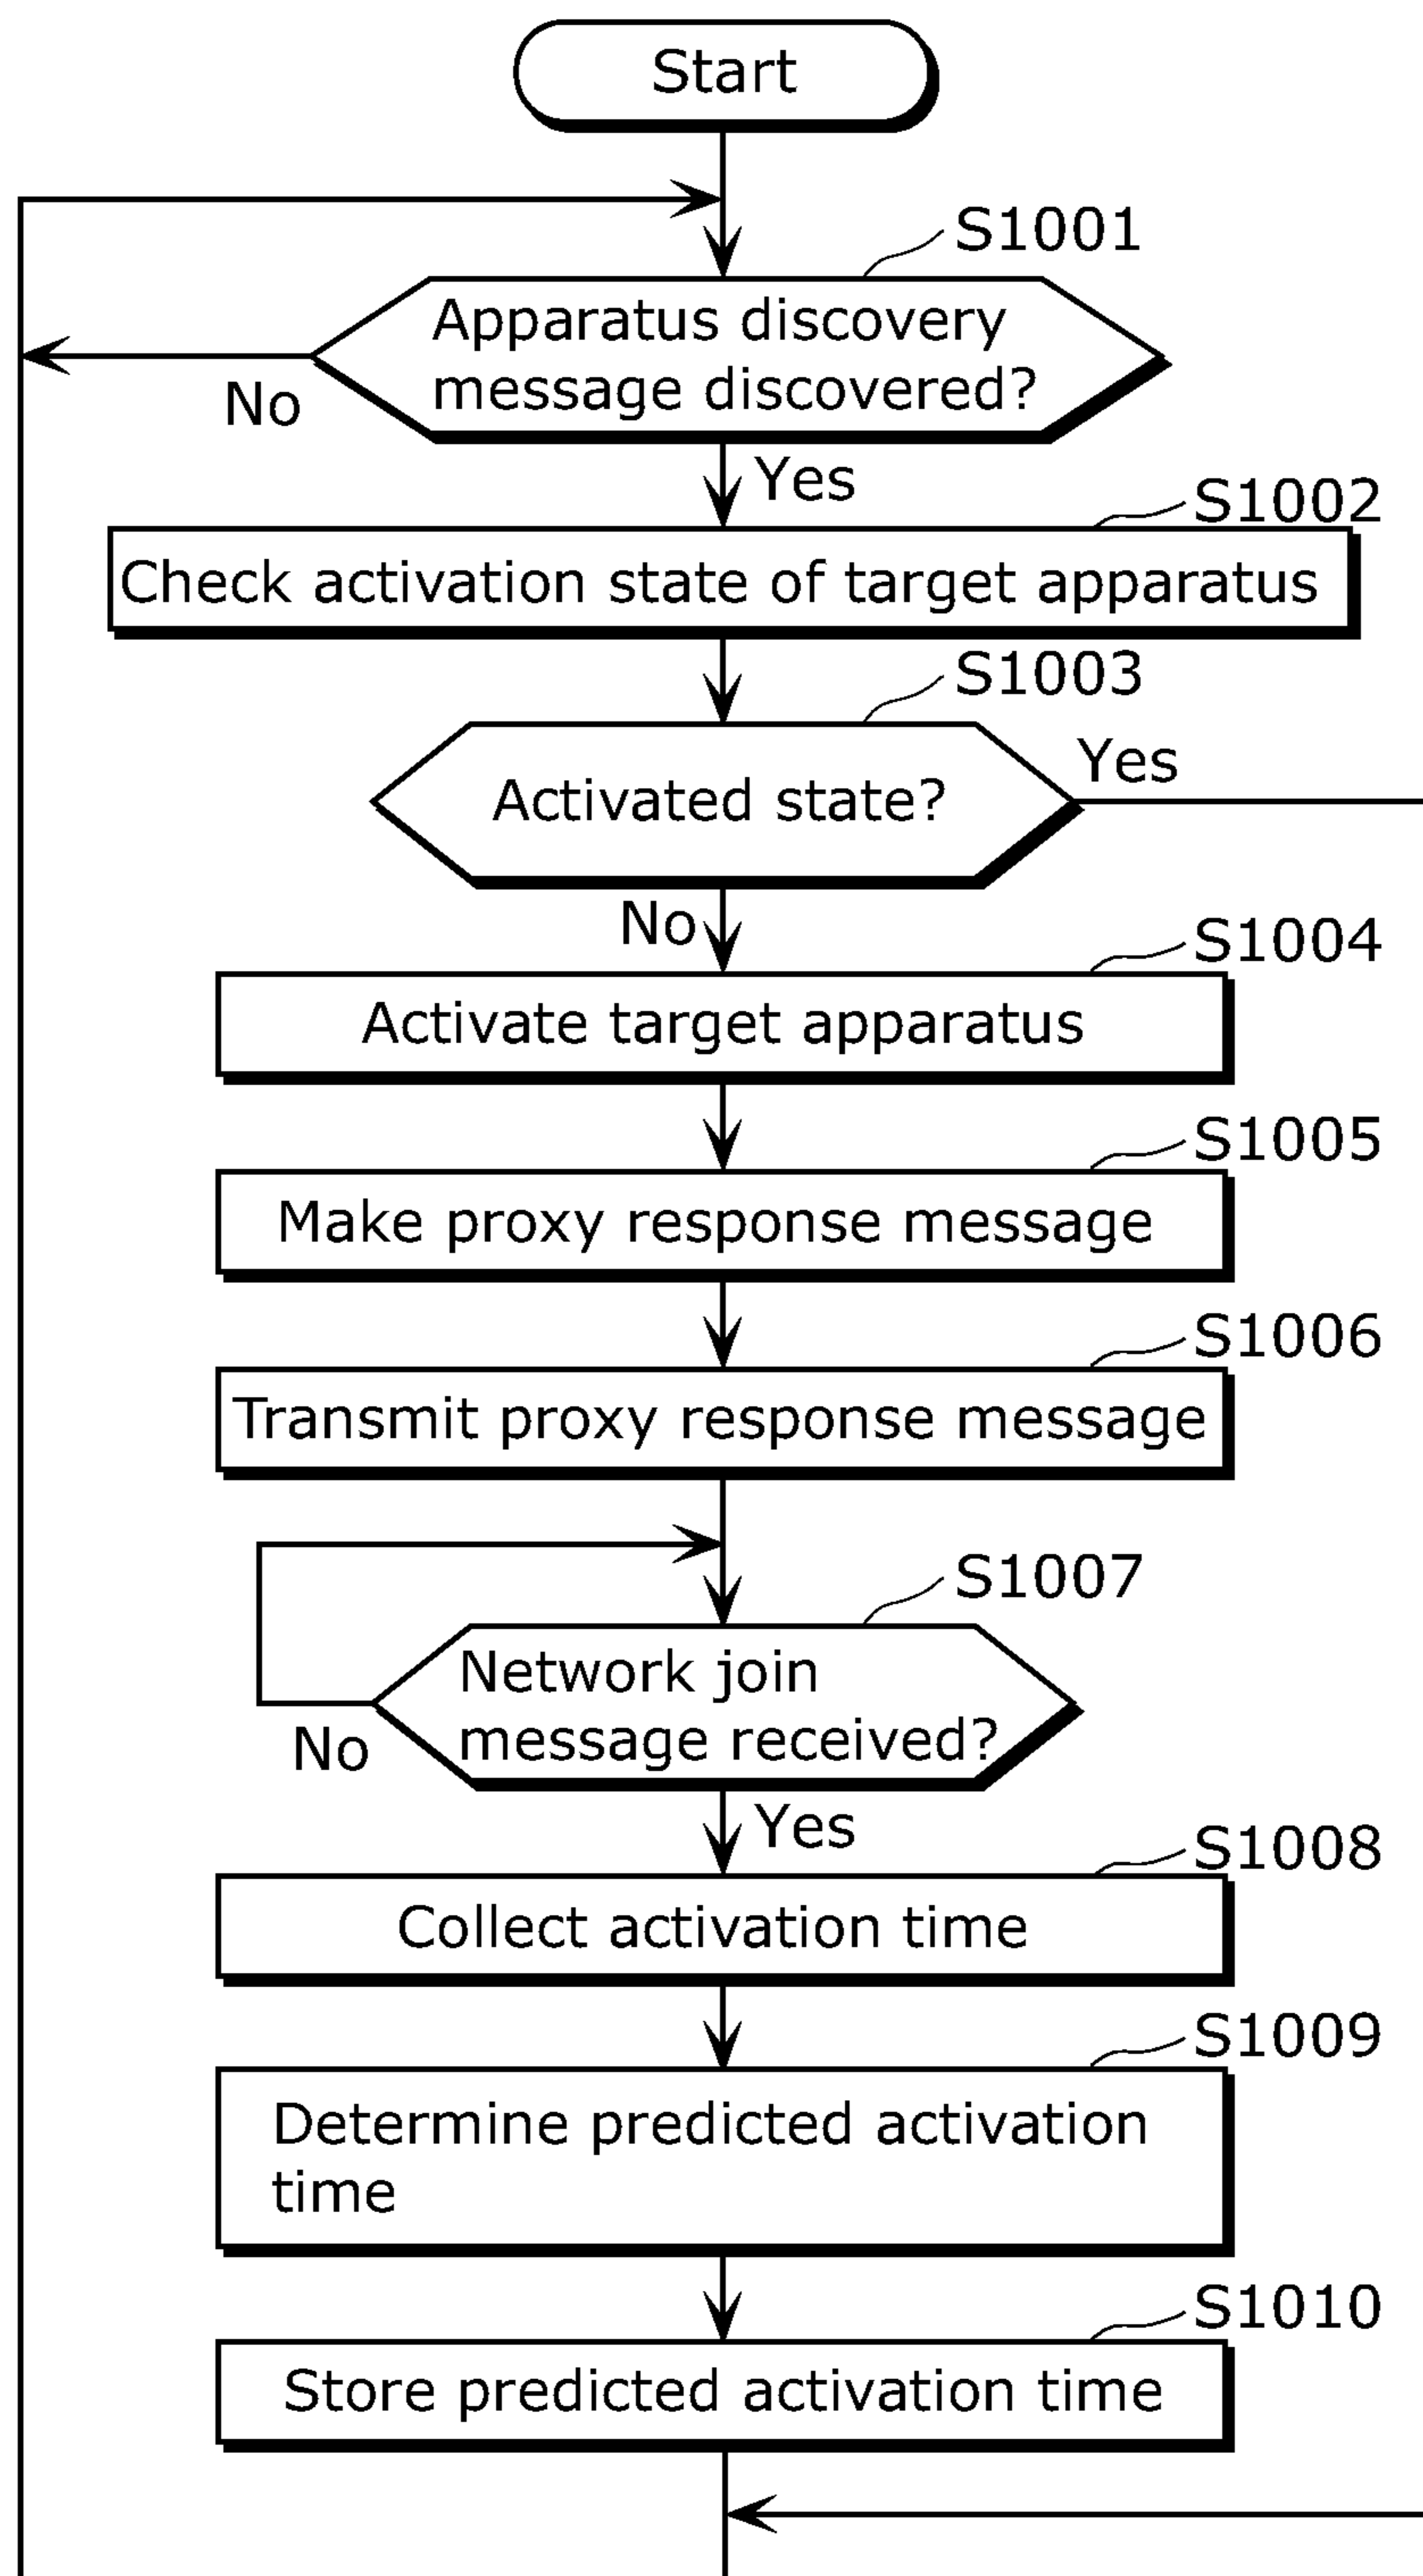 Start
S1001
Apparatus discovery
message discovered?
No
Yes
S1002
Check activation state of target apparatus
S1003
Activated state?
Yes
No
S1004
Activate target apparatus
S1005
Make proxy response message
S1006
Transmit proxy response message
S1007
Network join
message received?
No
Yes
S1008
Collect activation time
S1009
Determine predicted activation
time
S1010
Store predicted activation time